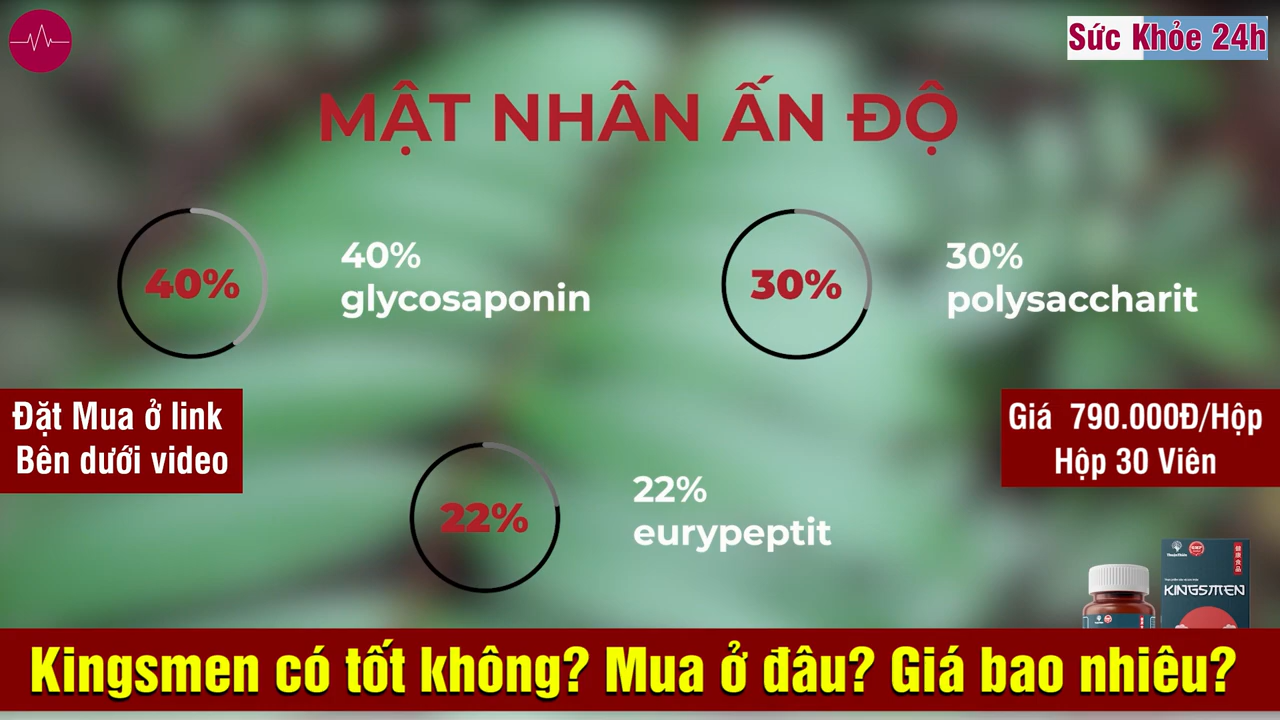 Sức Khỏe 24h
MẬT NHÂN ẤN ĐỘ
40%
40%
glycosaponin
30%
30%
polysaccharit
Đặt Mua ở link
Bên dưới video
Giá 790.000Đ/Hộp
Hộp 30 Viên
22%
22%
eurypeptit
KINGSMEN
Kingsmen có tốt không? Mua ở đâu? Giá bao nhiêu?